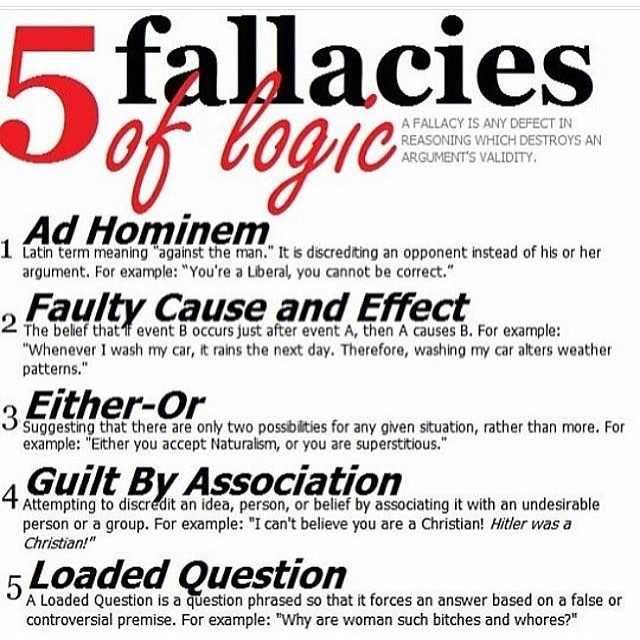 5 fallacies
of logic
A FALLACY IS ANY DEFECT IN
REASONING WHICH DESTROYS AN
ARGUMENT'S VALIDITY.
1 Ad Hominem
Latin term meaning "against the man." It is discrediting an opponent instead of his or her
argument. For example: "You're a Liberal, you cannot be correct."
2 Faulty Cause and Effect
The belief that if event B occurs just after event A, then A causes B. For example:
"Whenever I wash my car, it rains the next day. Therefore, washing my car alters weather
patterns."
3 Either-Or
Suggesting that there are only two possibilities for any given situation, rather than more. For
example: "Either you accept Naturalism, or you are superstitious."
4 Guilt By Association
Attempting to discredit an idea, person, or belief by associating it with an undesirable
person or a group. For example: "I can't believe you are a Christian! Hitler was a
Christian!"
5 Loaded Question
A Loaded Question is a question phrased so that it forces an answer based on a false or
controversial premise. For example: "Why are woman such bitches and whores?"